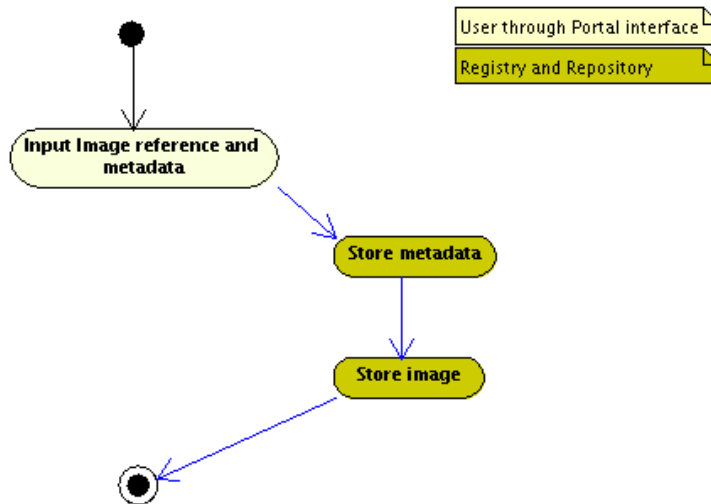 User through Portal interface
Registry and Repository
Input Image reference and
metadata
Store metadata
Store image